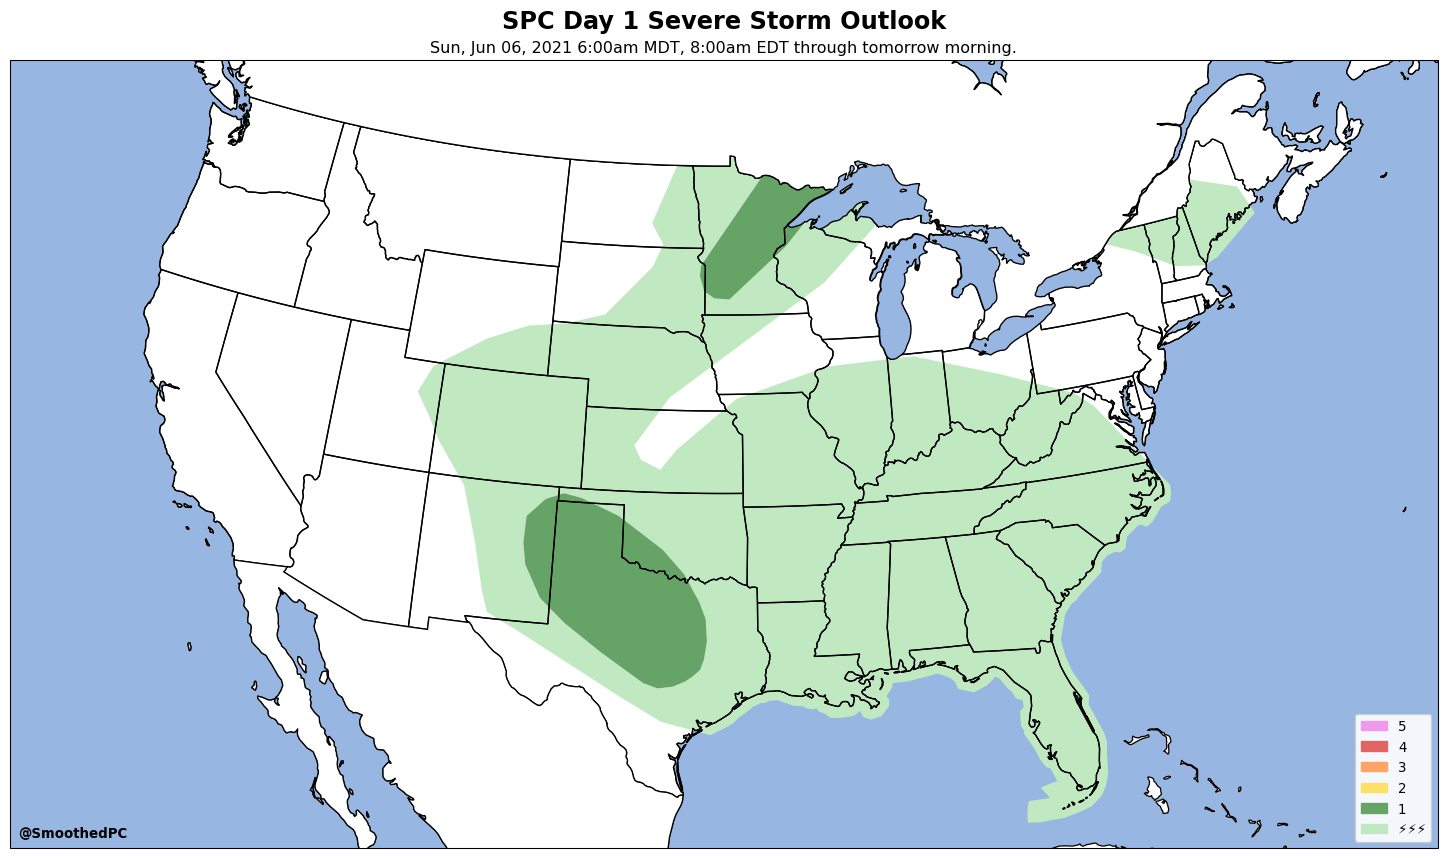 SPC Day 1 Severe Storm Outlook
Sun, Jun 06, 2021 6:00am MDT, 8:00am EDT through tomorrow morning.
5
4
3
2
1
⚡⚡⚡
@SmoothedPC